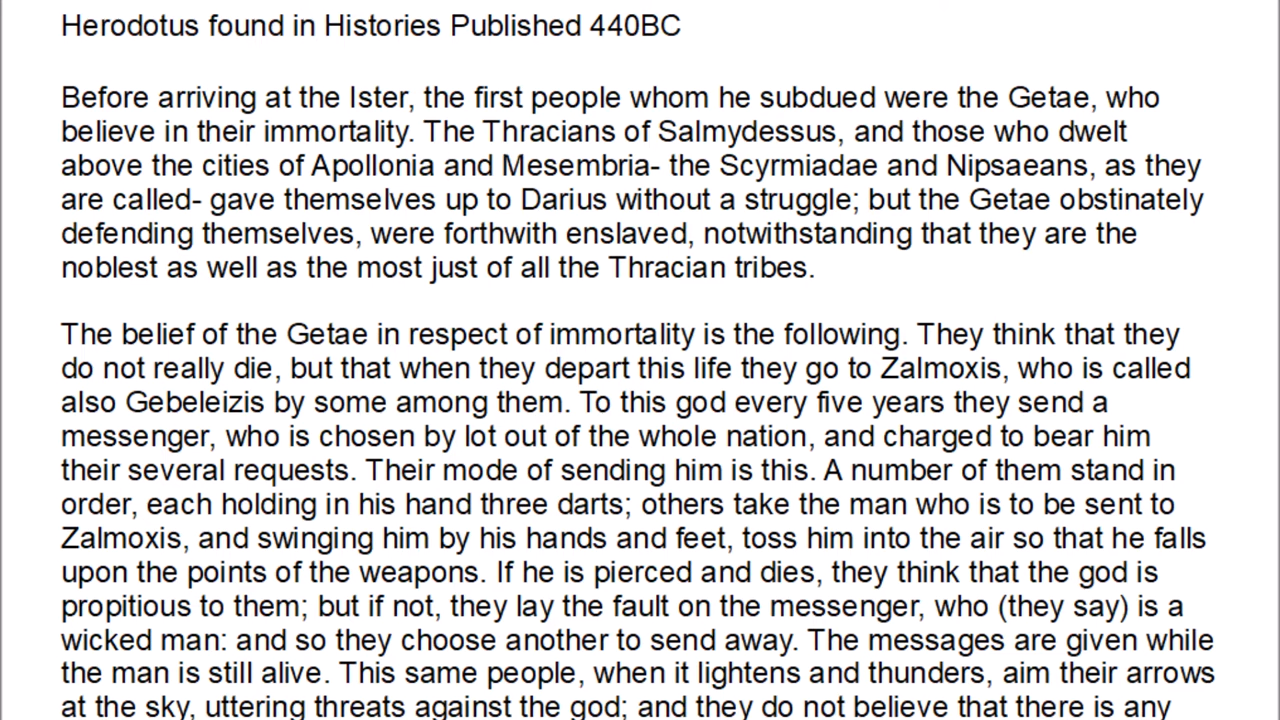 Herodotus found in Histories Published 440BC
Before arriving at the Ister, the first people whom he subdued were the Getae, who
believe in their immortality. The Thracians of Salmydessus, and those who dwelt
above the cities of Apollonia and Mesembria- the Scyrmiadae and Nipsaeans, as they
are called- gave themselves up to Darius without a struggle; but the Getae obstinately
defending themselves, were forthwith enslaved, notwithstanding that they are the
noblest as well as the most just of all the Thracian tribes.
The belief of the Getae in respect of immortality is the following. They think that they
do not really die, but that when they depart this life they go to Zalmoxis, who is called
also Gebeleizis by some among them. To this god every five years they send a
messenger, who is chosen by lot out of the whole nation, and charged to bear him
their several requests. Their mode of sending him is this. A number of them stand in
order, each holding in his hand three darts; others take the man who is to be sent to
Zalmoxis, and swinging him by his hands and feet, toss him into the air so that he falls
upon the points of the weapons. If he is pierced and dies, they think that the god is
propitious to them; but if not, they lay the fault on the messenger, who (they say) is a
wicked man: and so they choose another to send away. The messages are given while
the man is still alive. This same people, when it lightens and thunders, aim their arrows
at the sky, uttering threats against the god; and they do not believe that there is any